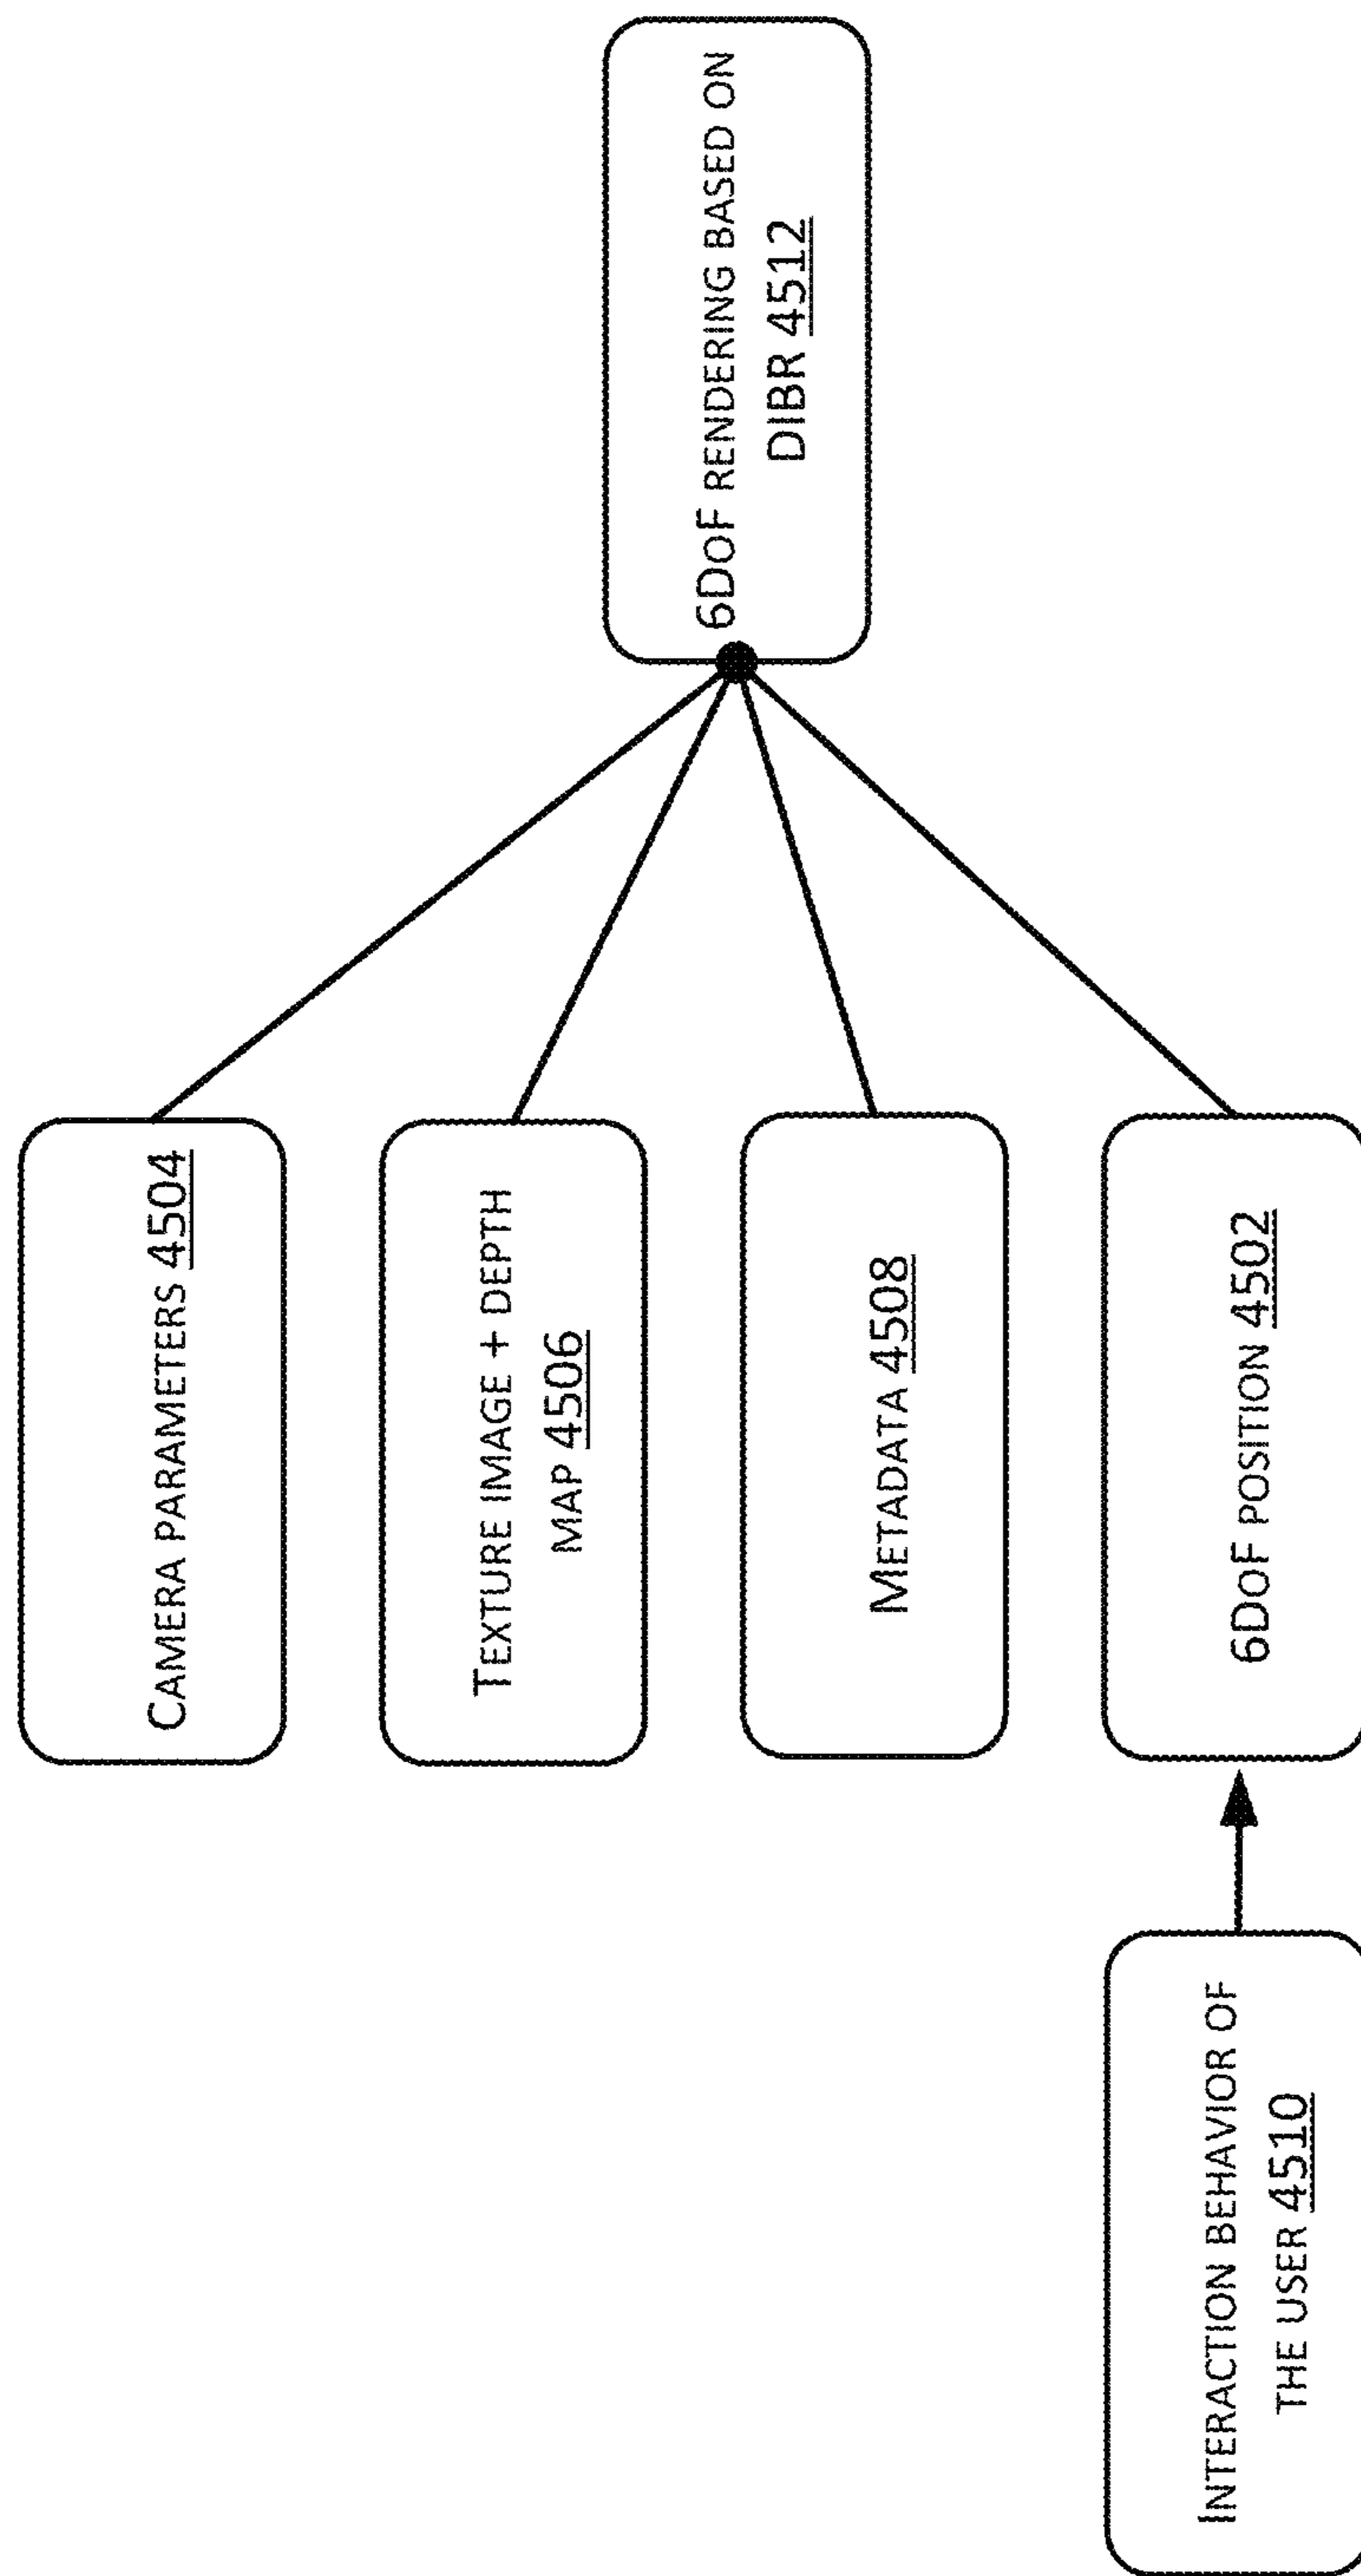 Camera parameters 4504
Texture image + depth
map 4506
Metadata 4508
Interaction behavior of
the user 4510
6DoF position 4502
6DoF rendering based on
DIBR 4512